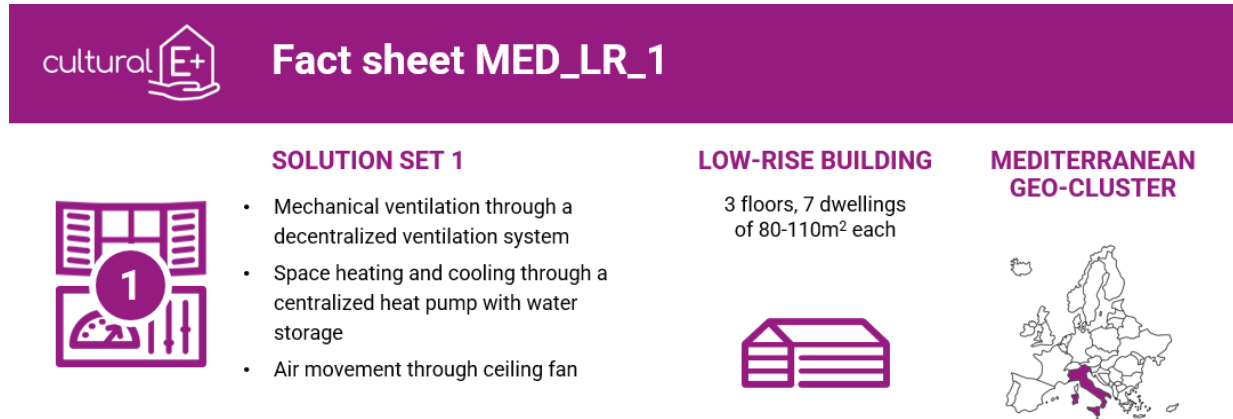 cultural E+
Fact sheet MED_LR_1
SOLUTION SET 1
• Mechanical ventilation through a
decentralized ventilation system
• Space heating and cooling through a
centralized heat pump with water
storage
• Air movement through ceiling fan
1
LOW-RISE BUILDING
3 floors, 7 dwellings
of 80-110m² each
MEDITERRANEAN
GEO-CLUSTER